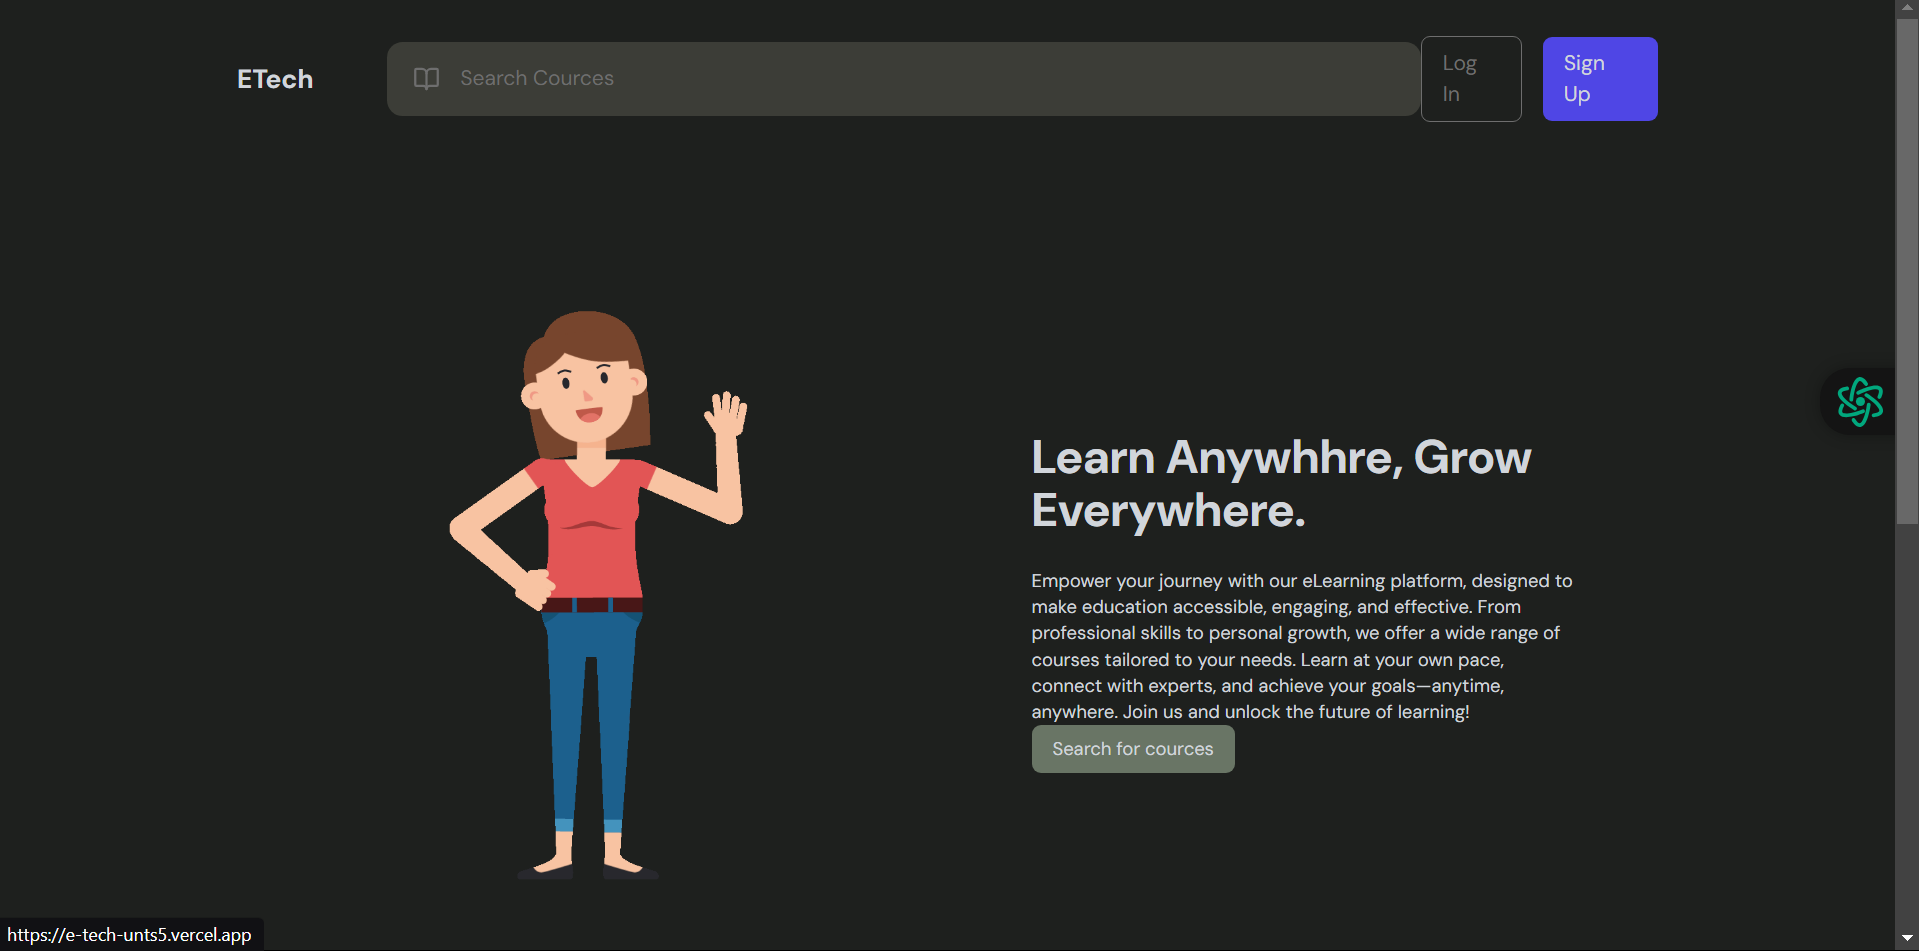 ETech
Search Cources
Log
In
Sign
Up
Learn Anywhhre, Grow
Everywhere.
Empower your journey with our eLearning platform, designed to
make education accessible, engaging, and effective. From
professional skills to personal growth, we offer a wide range of
courses tailored to your needs. Learn at your own pace,
connect with experts, and achieve your goals—anytime,
anywhere. Join us and unlock the future of learning!
Search for cources
https://e-tech-unts5.vercel.app